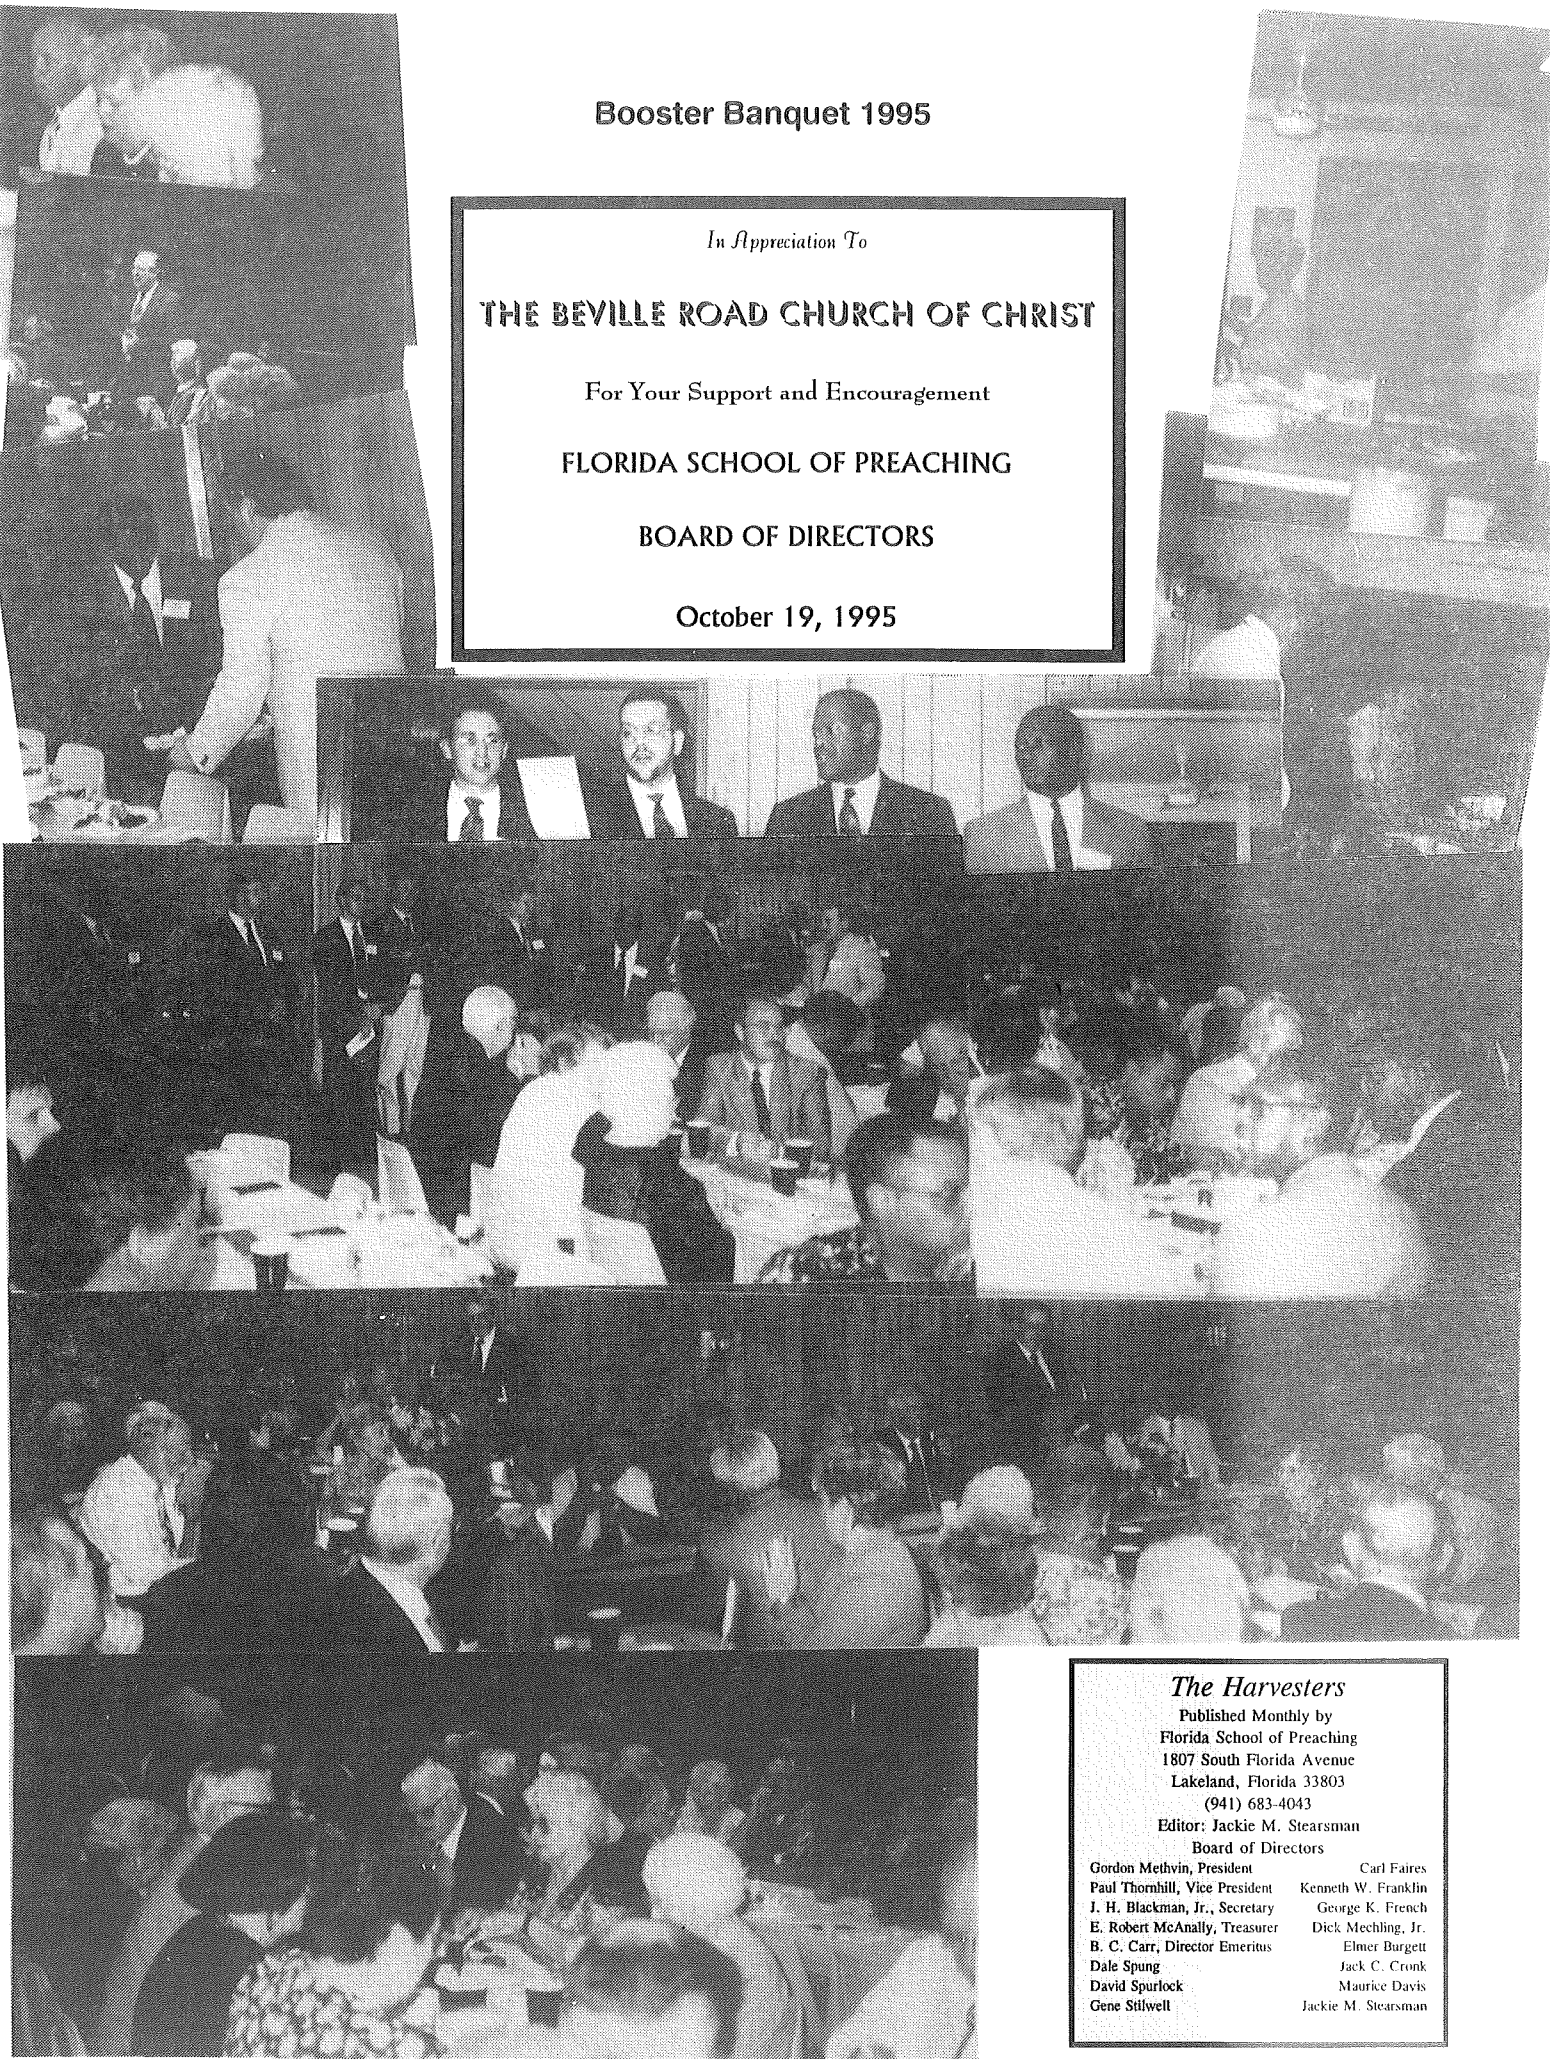 Booster Banquet 1995
In Appreciation To
THE BEVILLE ROAD CHURCH OF CHRIST
For Your Support and Encouragement
FLORIDA SCHOOL OF PREACHING
BOARD OF DIRECTORS
October 19, 1995
The Harvesters
Published Monthly by
Florida School of Preaching
1807 South Florida Avenue
Lakeland, Florida 33803
(941) 683-4043
Editor: Jackie M. Stearsman
Board of Directors
Gordon Methvin, President Carl Faires
Paul Thornhill, Vice President Kenneth W. Franklin
J. H. Blackman, Jr., Secretary George K. French
E. Robert McAnally, Treasurer Dick Mechling, Jr.
B. C. Carr, Director Emeritus Elmer Burgett
Dale Spung Jack C. Cronk
David Spurlock Maurice Davis
Gene Stilwell Jackie M. Stearsman